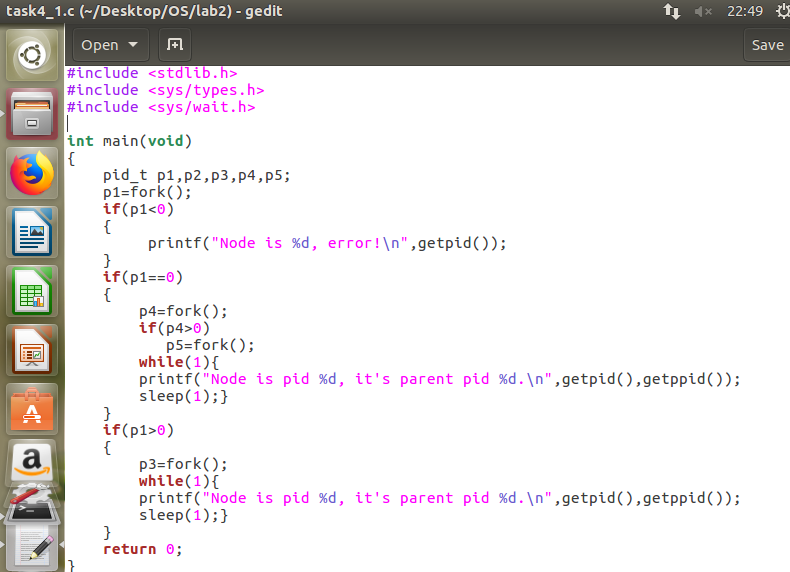 task4_1.c (~/Desktop/OS/lab2) - gedit 22:49
Open Save
#include <stdlib.h>
#include <sys/types.h>
#include <sys/wait.h>
int main(void)
{
pid_t p1,p2,p3,p4,p5;
p1=fork();
if(p1<0)
{
printf("Node is %d, error!\n",getpid());
}
if(p1==0)
{
p4=fork();
if(p4>0)
p5=fork();
while(1){
printf("Node is pid %d, it's parent pid %d.\n",getpid(),getppid());
sleep(1);}
}
if(p1>0)
{
p3=fork();
while(1){
printf("Node is pid %d, it's parent pid %d.\n",getpid(),getppid());
sleep(1);}
}
return 0;
}